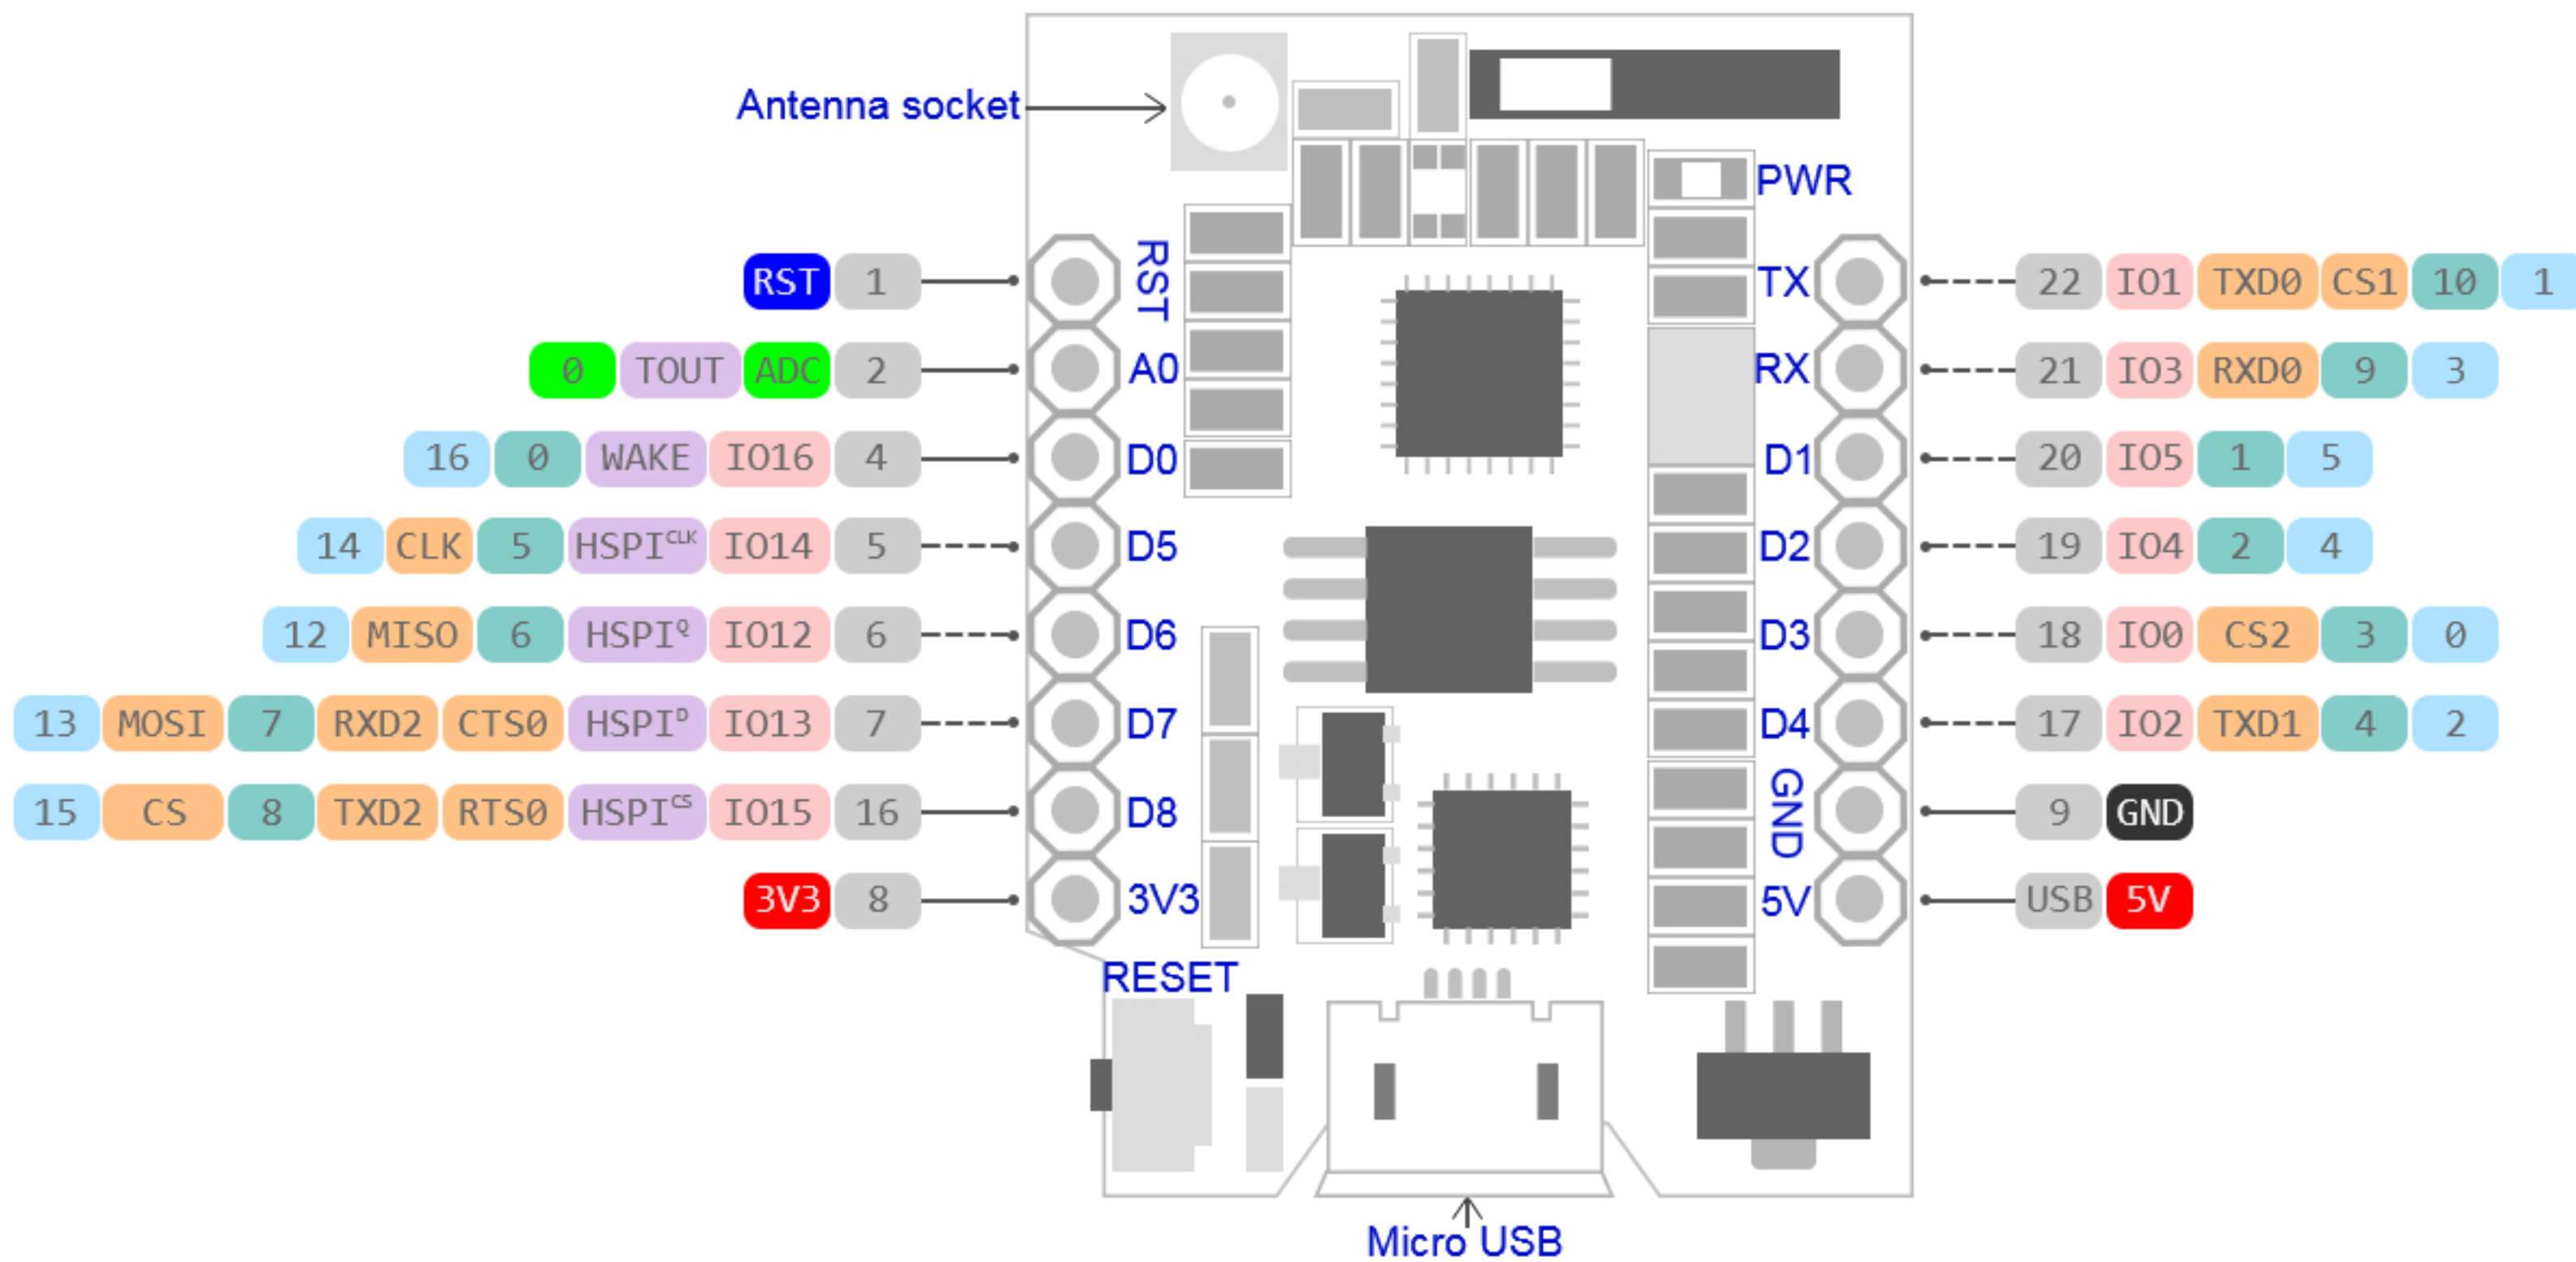 Antenna socket
PWR
RST 1 RST TX 22 IO1 TXD0 CS1 10 1
0 TOUT ADC 2 A0 RX 21 IO3 RXD0 9 3
16 0 WAKE IO16 4 D0 D1 20 IO5 1 5
14 CLK 5 HSPICLK IO14 5 D5 D2 19 IO4 2 4
12 MISO 6 HSPIQ IO12 6 D6 D3 18 IO0 CS2 3 0
13 MOSI 7 RXD2 CTS0 HSPID IO13 7 D7 D4 17 IO2 TXD1 4 2
15 CS 8 TXD2 RTS0 HSPICS IO15 16 D8 GND 9 GND
3V3 8 3V3 5V USB 5V
RESET
Micro USB